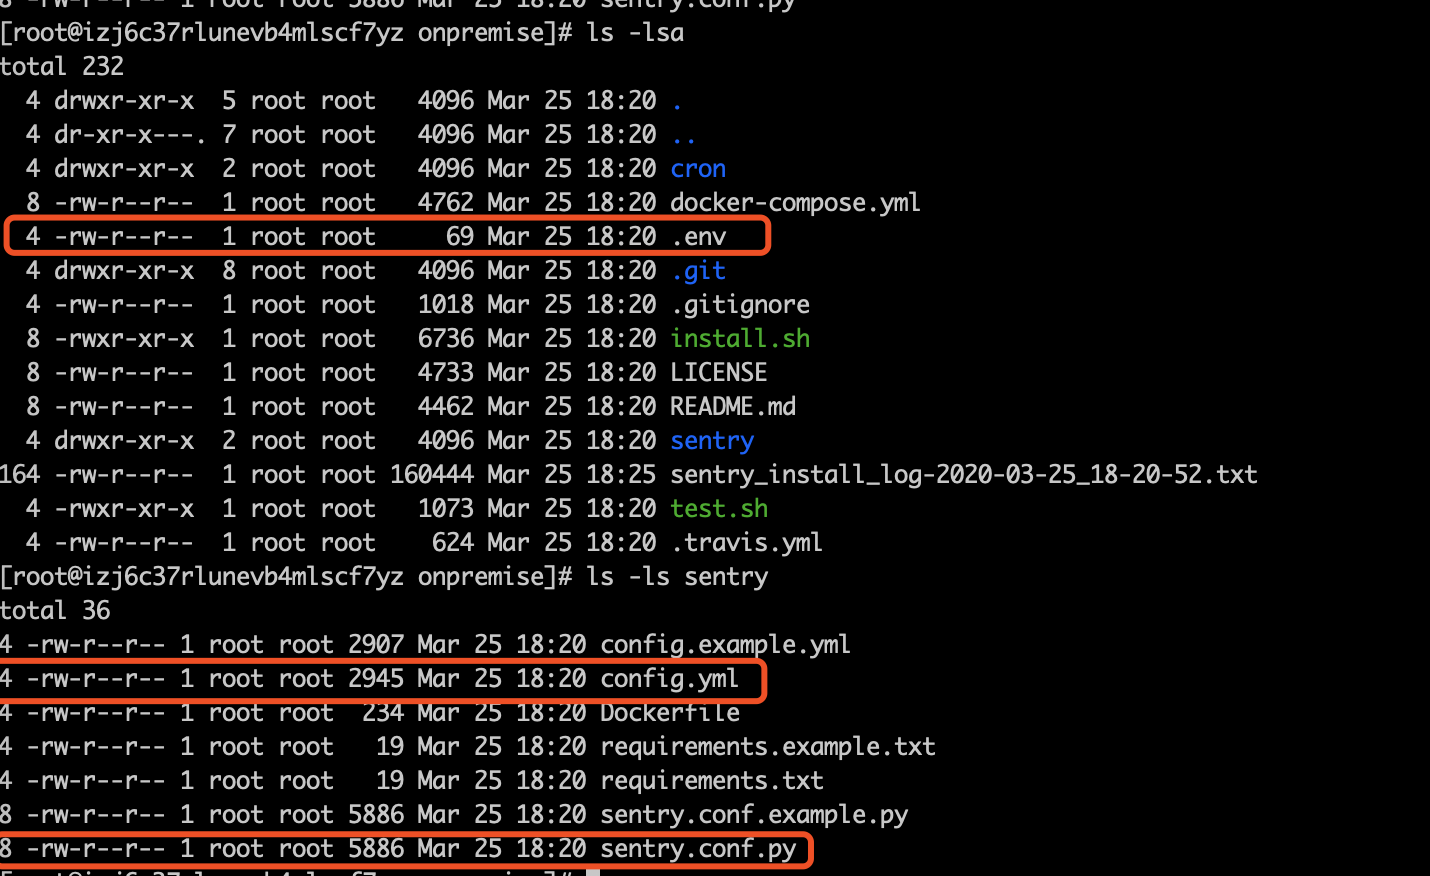 8 -rw-r--r-- 1 root root 5886 Mar 25 18:20 sentry.conf.py
[root@izj6c37rlunevb4mlscf7yz onpremise]# ls -lsa
total 232
4 drwxr-xr-x 5 root root 4096 Mar 25 18:20 .
4 dr-xr-x---. 7 root root 4096 Mar 25 18:20 ..
4 drwxr-xr-x 2 root root 4096 Mar 25 18:20 cron
8 -rw-r--r-- 1 root root 4762 Mar 25 18:20 docker-compose.yml
4 -rw-r--r-- 1 root root 69 Mar 25 18:20 .env
4 drwxr-xr-x 8 root root 4096 Mar 25 18:20 .git
4 -rw-r--r-- 1 root root 1018 Mar 25 18:20 .gitignore
8 -rwxr-xr-x 1 root root 6736 Mar 25 18:20 install.sh
8 -rw-r--r-- 1 root root 4733 Mar 25 18:20 LICENSE
8 -rw-r--r-- 1 root root 4462 Mar 25 18:20 README.md
4 drwxr-xr-x 2 root root 4096 Mar 25 18:20 sentry
164 -rw-r--r-- 1 root root 160444 Mar 25 18:25 sentry_install_log-2020-03-25_18-20-52.txt
4 -rwxr-xr-x 1 root root 1073 Mar 25 18:20 test.sh
4 -rw-r--r-- 1 root root 624 Mar 25 18:20 .travis.yml
[root@izj6c37rlunevb4mlscf7yz onpremise]# ls -ls sentry
total 36
4 -rw-r--r-- 1 root root 2907 Mar 25 18:20 config.example.yml
4 -rw-r--r-- 1 root root 2945 Mar 25 18:20 config.yml
4 -rw-r--r-- 1 root root 234 Mar 25 18:20 Dockerfile
4 -rw-r--r-- 1 root root 19 Mar 25 18:20 requirements.example.txt
4 -rw-r--r-- 1 root root 19 Mar 25 18:20 requirements.txt
8 -rw-r--r-- 1 root root 5886 Mar 25 18:20 sentry.conf.example.py
8 -rw-r--r-- 1 root root 5886 Mar 25 18:20 sentry.conf.py